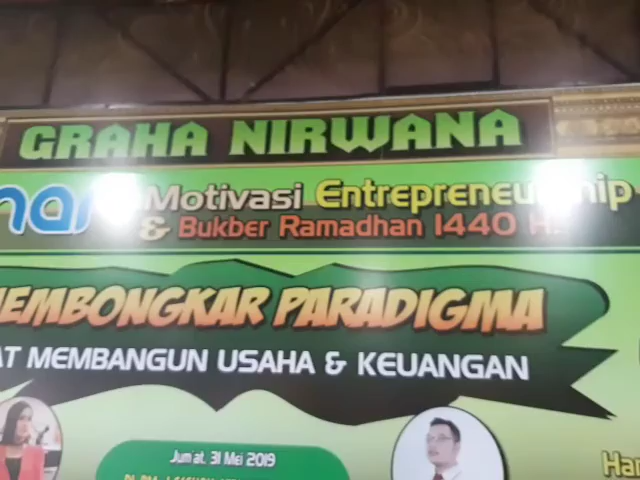 GRAHA NIRWANA
Motivasi Entrepreneurship
& Bukber Ramadhan 1440 H.
MEMBONGKAR PARADIGMA
MEMBANGUN USAHA & KEUANGAN
Jum'at, 31 Mei 2019